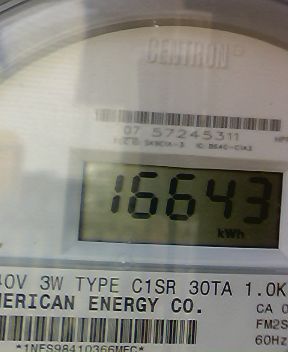 CENTRON
07 57245311
16643
kWh
40V 3W TYPE C1SR 30TA 1.0K
MERICAN ENERGY CO.
CA 0
FM2S
60Hz
*1NFS98410366MFC*